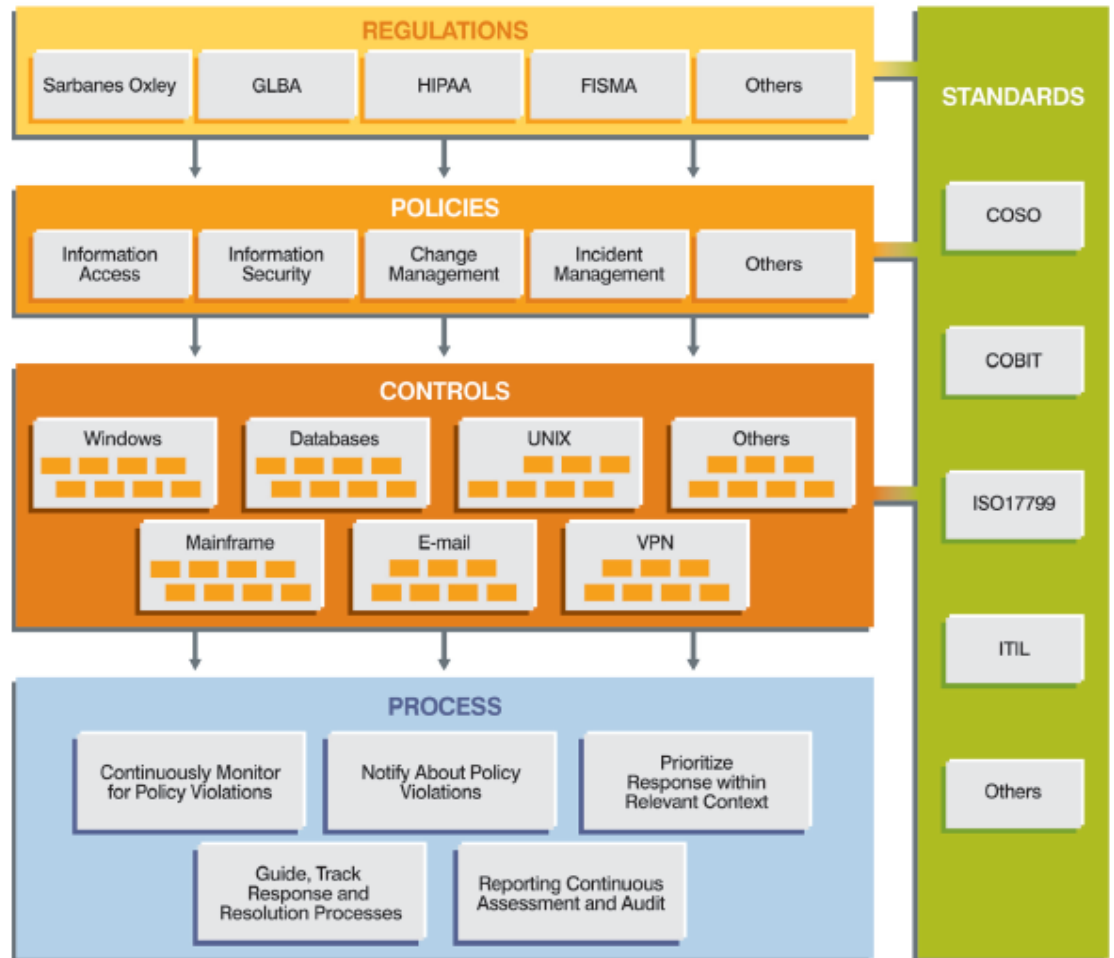 REGULATIONS
Sarbanes Oxley
GLBA
HIPAA
FISMA
Others
POLICIES
Information
Access
Information
Security
Change
Management
Incident
Management
Others
CONTROLS
Windows
Databases
UNIX
Others
Mainframe
E-mail
VPN
PROCESS
Continuously Monitor
for Policy Violations
Notify About Policy
Violations
Prioritize
Response within
Relevant Context
Guide, Track
Response and
Resolution Processes
Reporting Continuous
Assessment and Audit
STANDARDS
COSO
COBIT
ISO17799
ITIL
Others